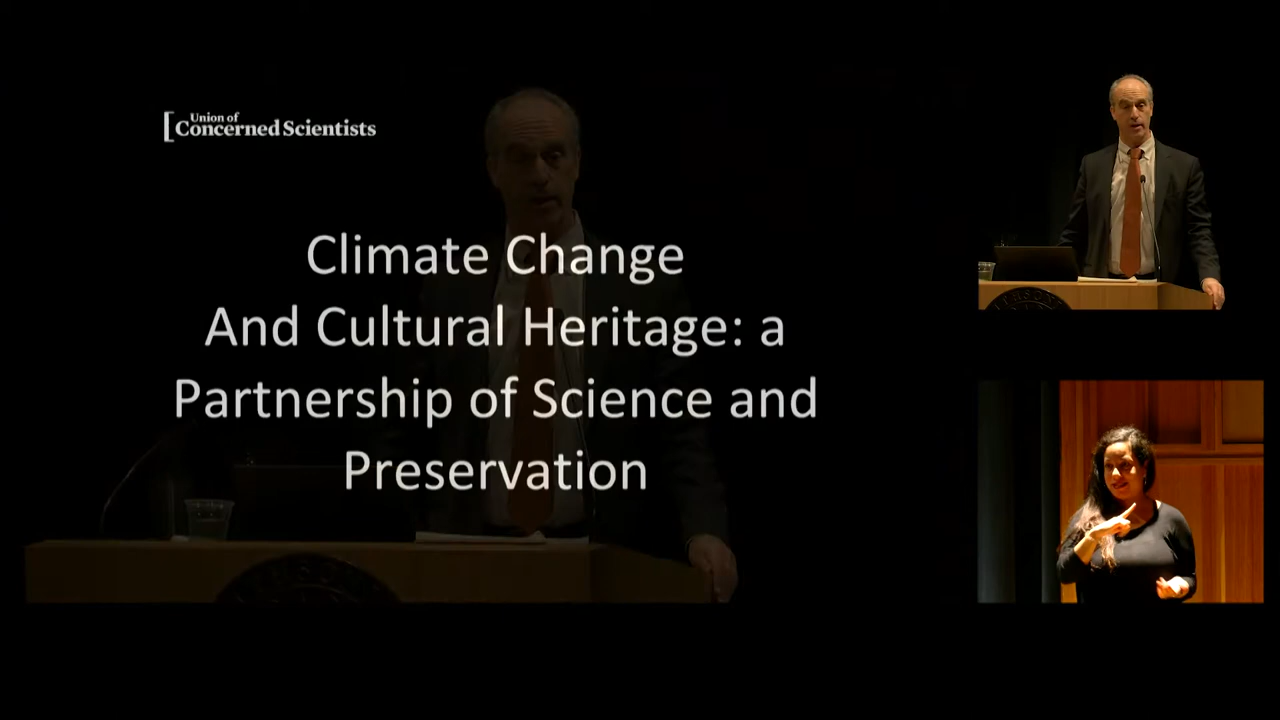 Union of
Concerned Scientists
Climate Change
And Cultural Heritage: a
Partnership of Science and
Preservation